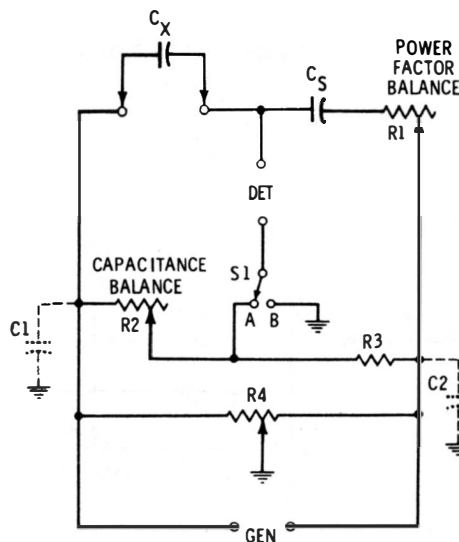 CX
CS
POWER
FACTOR
BALANCE
R1
DET
CAPACITANCE
BALANCE
R2
S1
A B
C1
R3
C2
R4
GEN